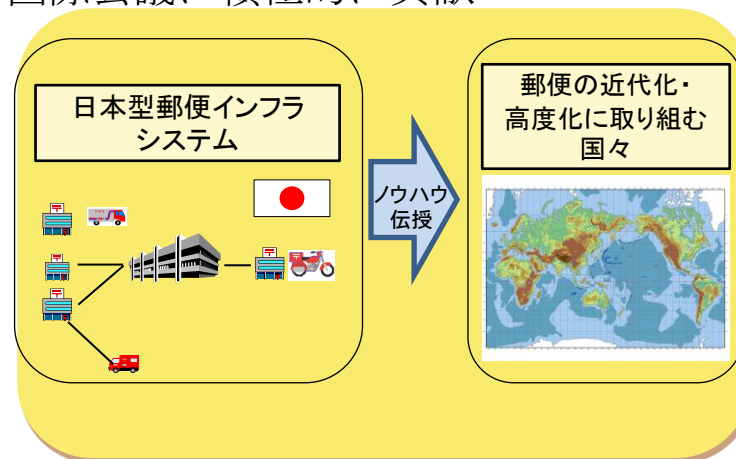 日本型郵便インフラ
システム
ノウハウ
伝授
郵便の近代化・
高度化に取り組む
国々